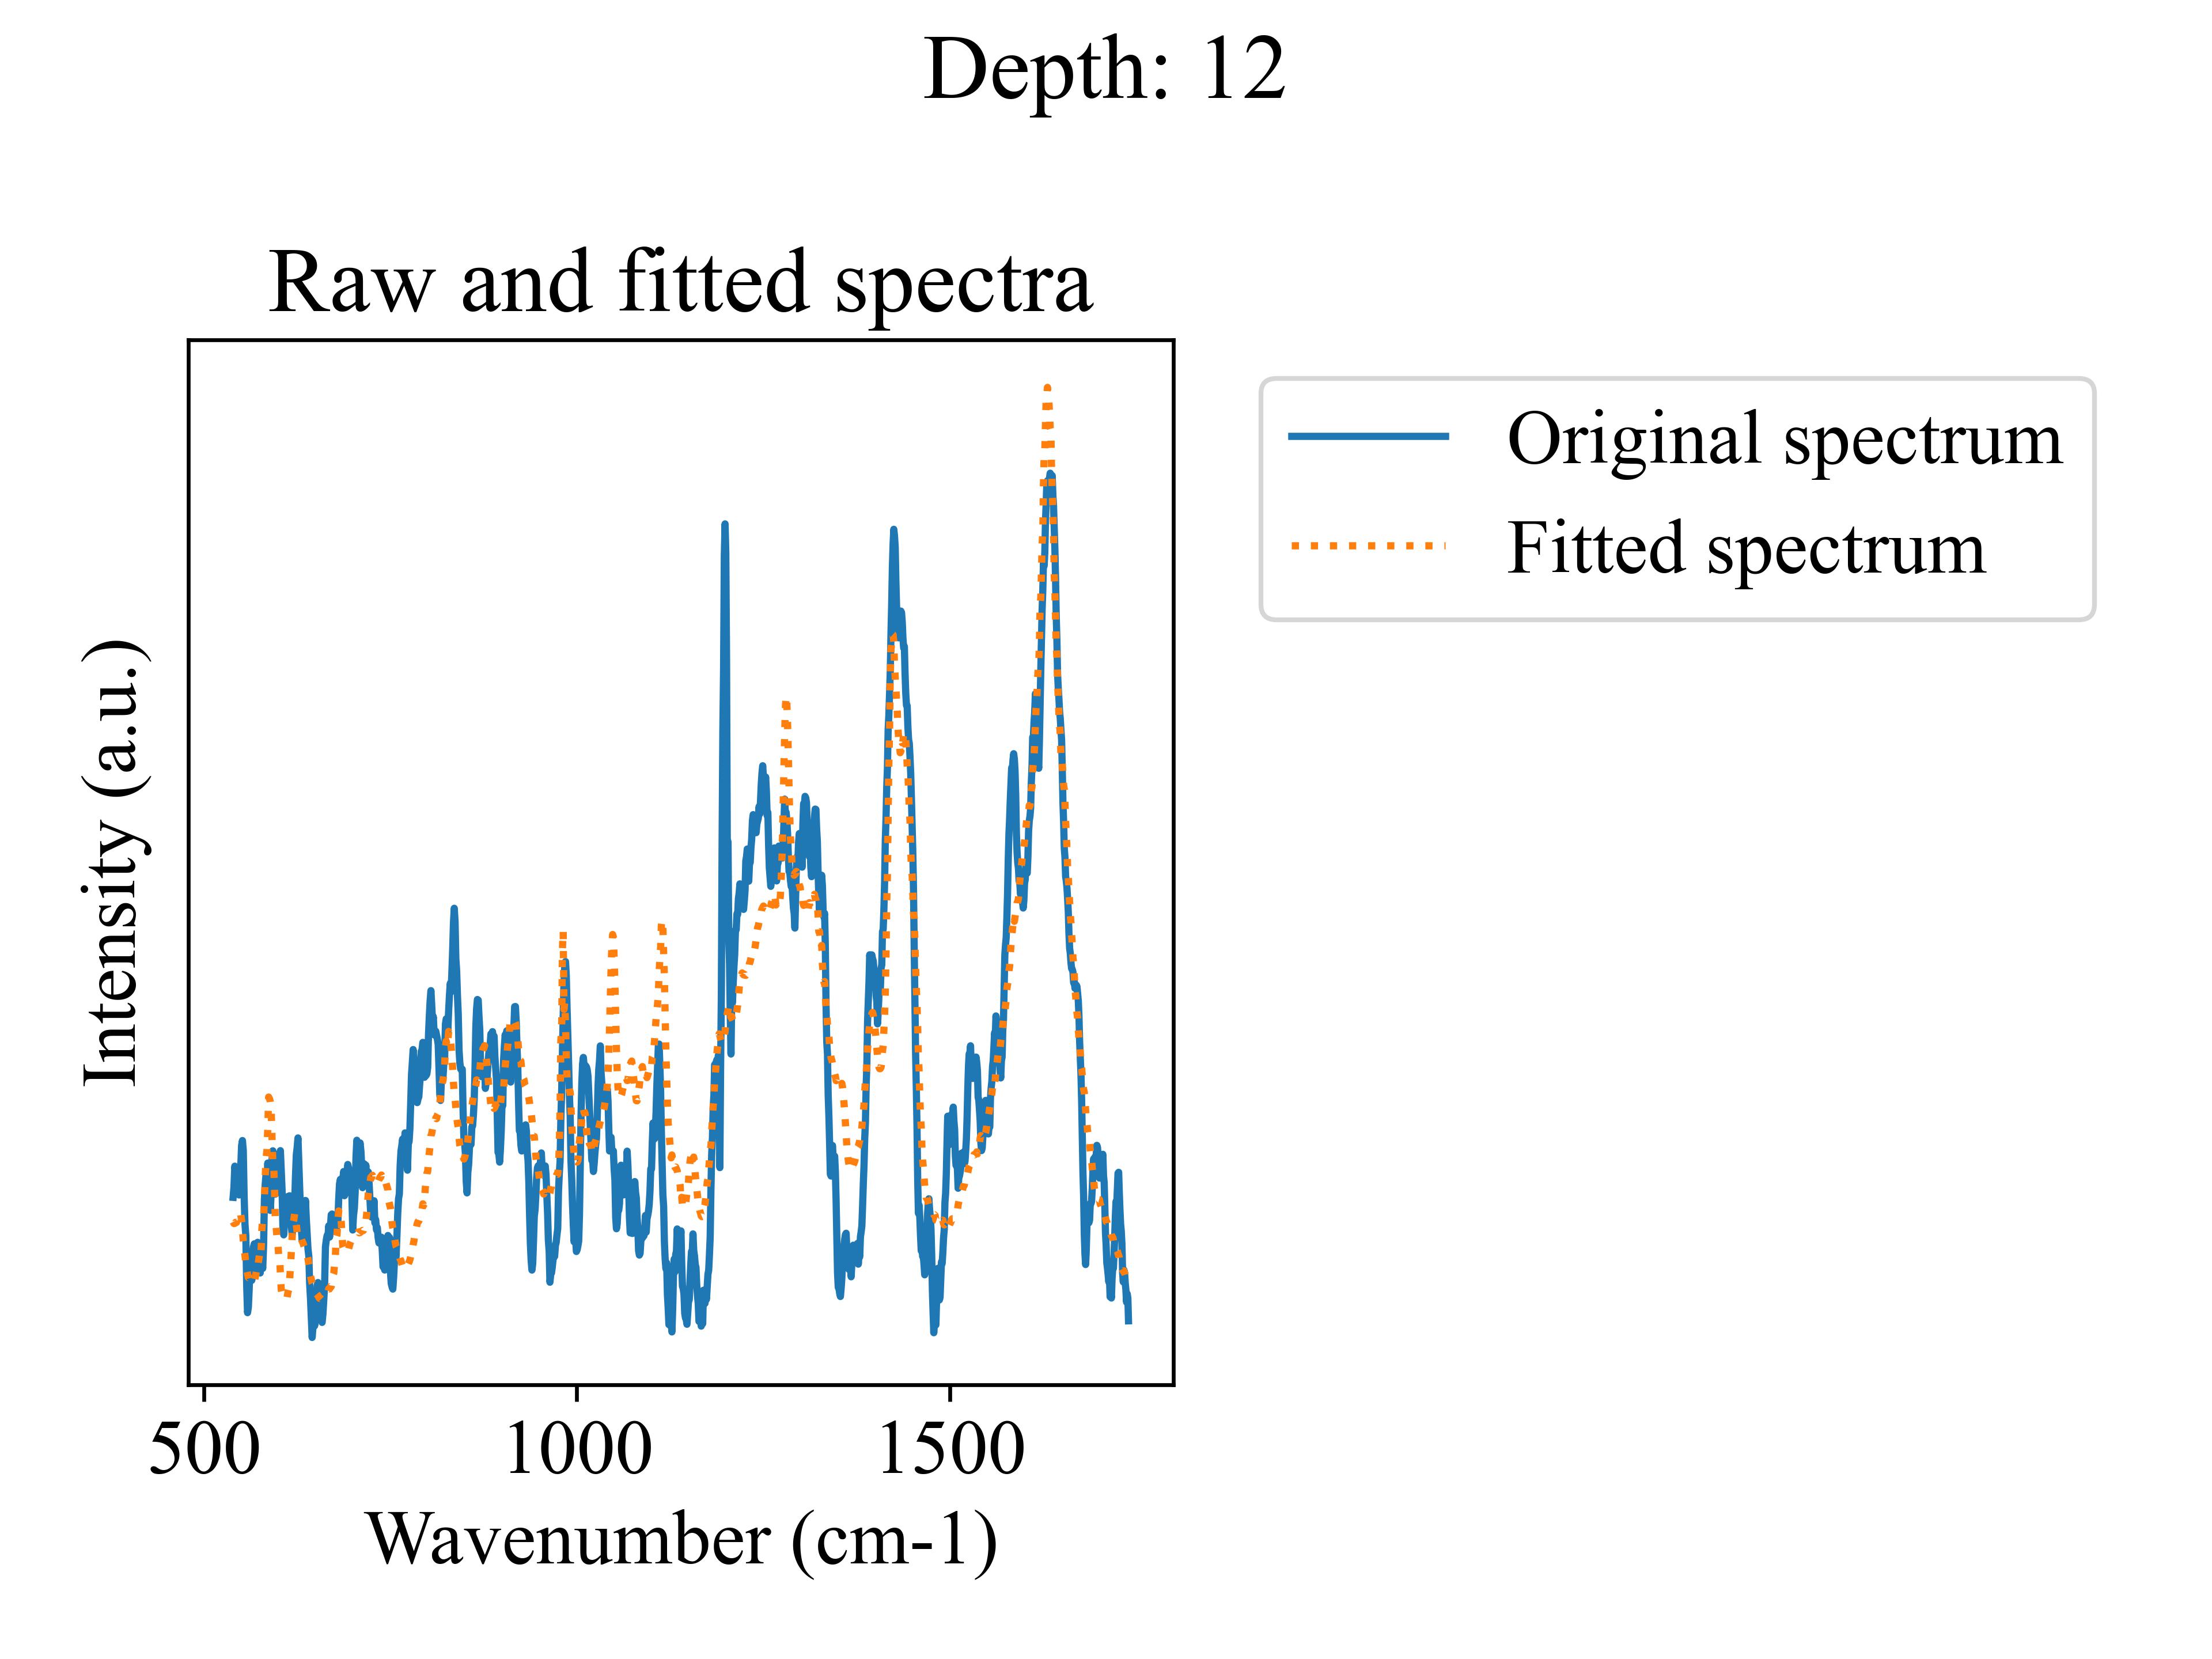 Depth: 12
Raw and fitted spectra
Original spectrum
Fitted spectrum
Intensity (a.u.)
500 1000 1500
Wavenumber (cm-1)